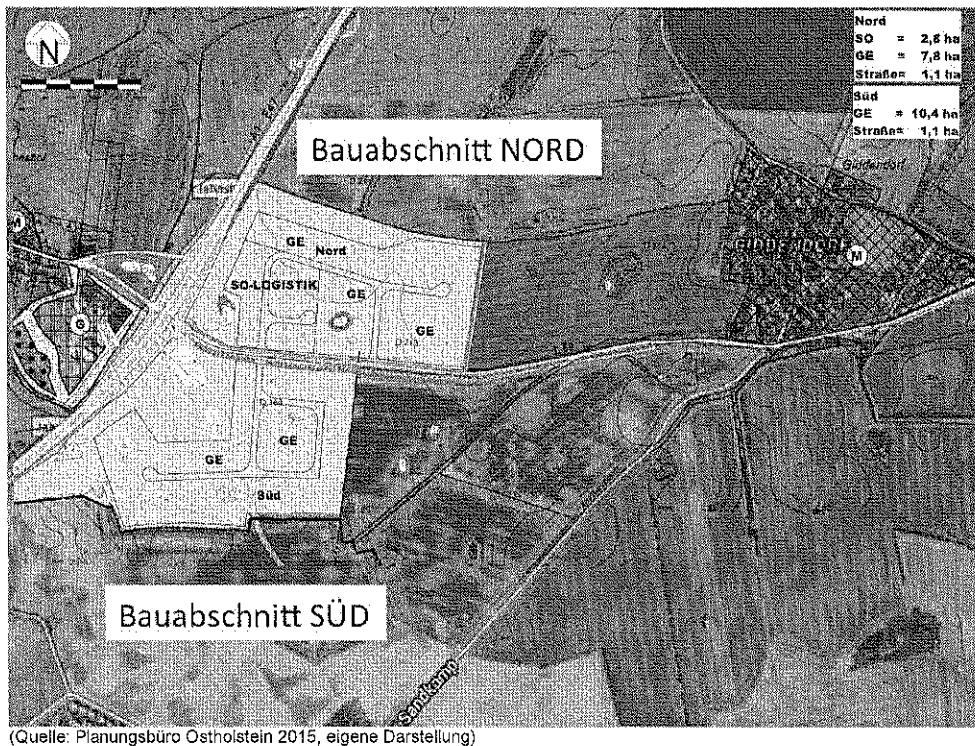 N
Nord
SO = 2,8 ha
GE = 7,8 ha
Straße= 1,1 ha
Süd
GE = 10,4 ha
Straße= 1,1 ha
Bauabschnitt NORD
GE
Nord
SO-LOGISTIK
GE
GE
M
M
G
GE
GE
Süd
Bauabschnitt SÜD
Sandkamp
(Quelle: Planungsbüro Ostholstein 2015, eigene Darstellung)